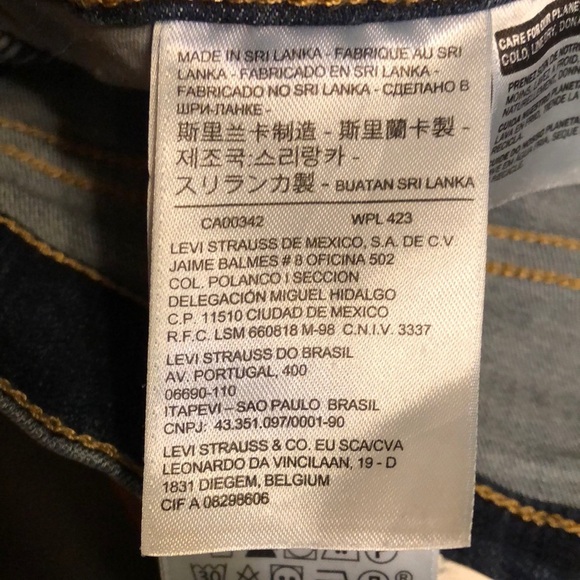 MADE IN SRI LANKA - FABRIQUE AU SRI
LANKA - FABRICADO EN SRI LANKA -
FABRICADO NO SRI LANKA - СДЕЛАНО В
ШРИ-ЛАНКЕ -
斯里兰卡制造 - 斯里蘭卡製 -
제조국:스리랑카 -
スリランカ製 - BUATAN SRI LANKA
CA00342 WPL 423
LEVI STRAUSS DE MEXICO, S.A. DE C.V
JAIME BALMES # 8 OFICINA 502
COL. POLANCO I SECCION
DELEGACIÓN MIGUEL HIDALGO
C.P. 11510 CIUDAD DE MEXICO
R.F.C. LSM 660818 M-98 C.N.I.V. 3337
LEVI STRAUSS DO BRASIL
AV. PORTUGAL, 400
06690-110
ITAPEVI – SAO PAULO BRASIL
CNPJ: 43.351.097/0001-90
LEVI STRAUSS & CO. EU SCA/CVA
LEONARDO DA VINCILAAN, 19 - D
1831 DIEGEM, BELGIUM
CIF A 08298606
CARE FOR OUR PLANE
COLD, LINE DRY,
30